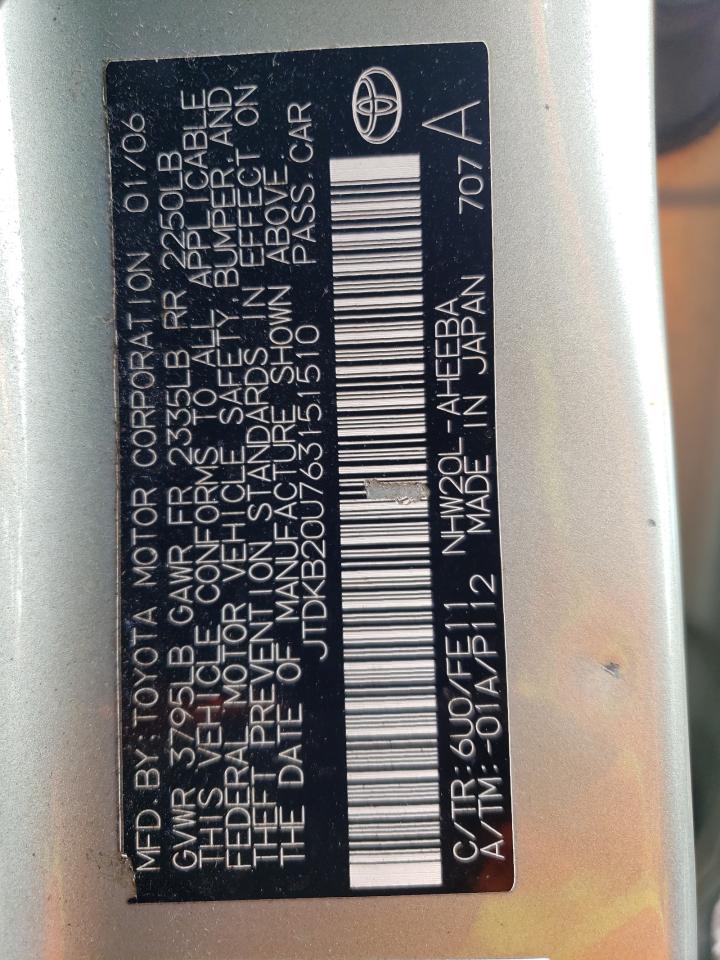 MFD. BY: TOYOTA MOTOR CORPORATION 01/06
GVWR 3795LB GAWR FR 2335LB RR 2250LB
THIS VEHICLE CONFORMS TO ALL APPLICABLE
FEDERAL MOTOR VEHICLE SAFETY, BUMPER, AND
THEFT PREVENTION STANDARDS IN EFFECT ON
THE DATE OF MANUFACTURE SHOWN ABOVE
JTDKB20U763151510 PASS. CAR
C/TR: 6U0/FE11 NHW20L-AHEEBA 707 A
A/TM: -01A/P112 MADE IN JAPAN